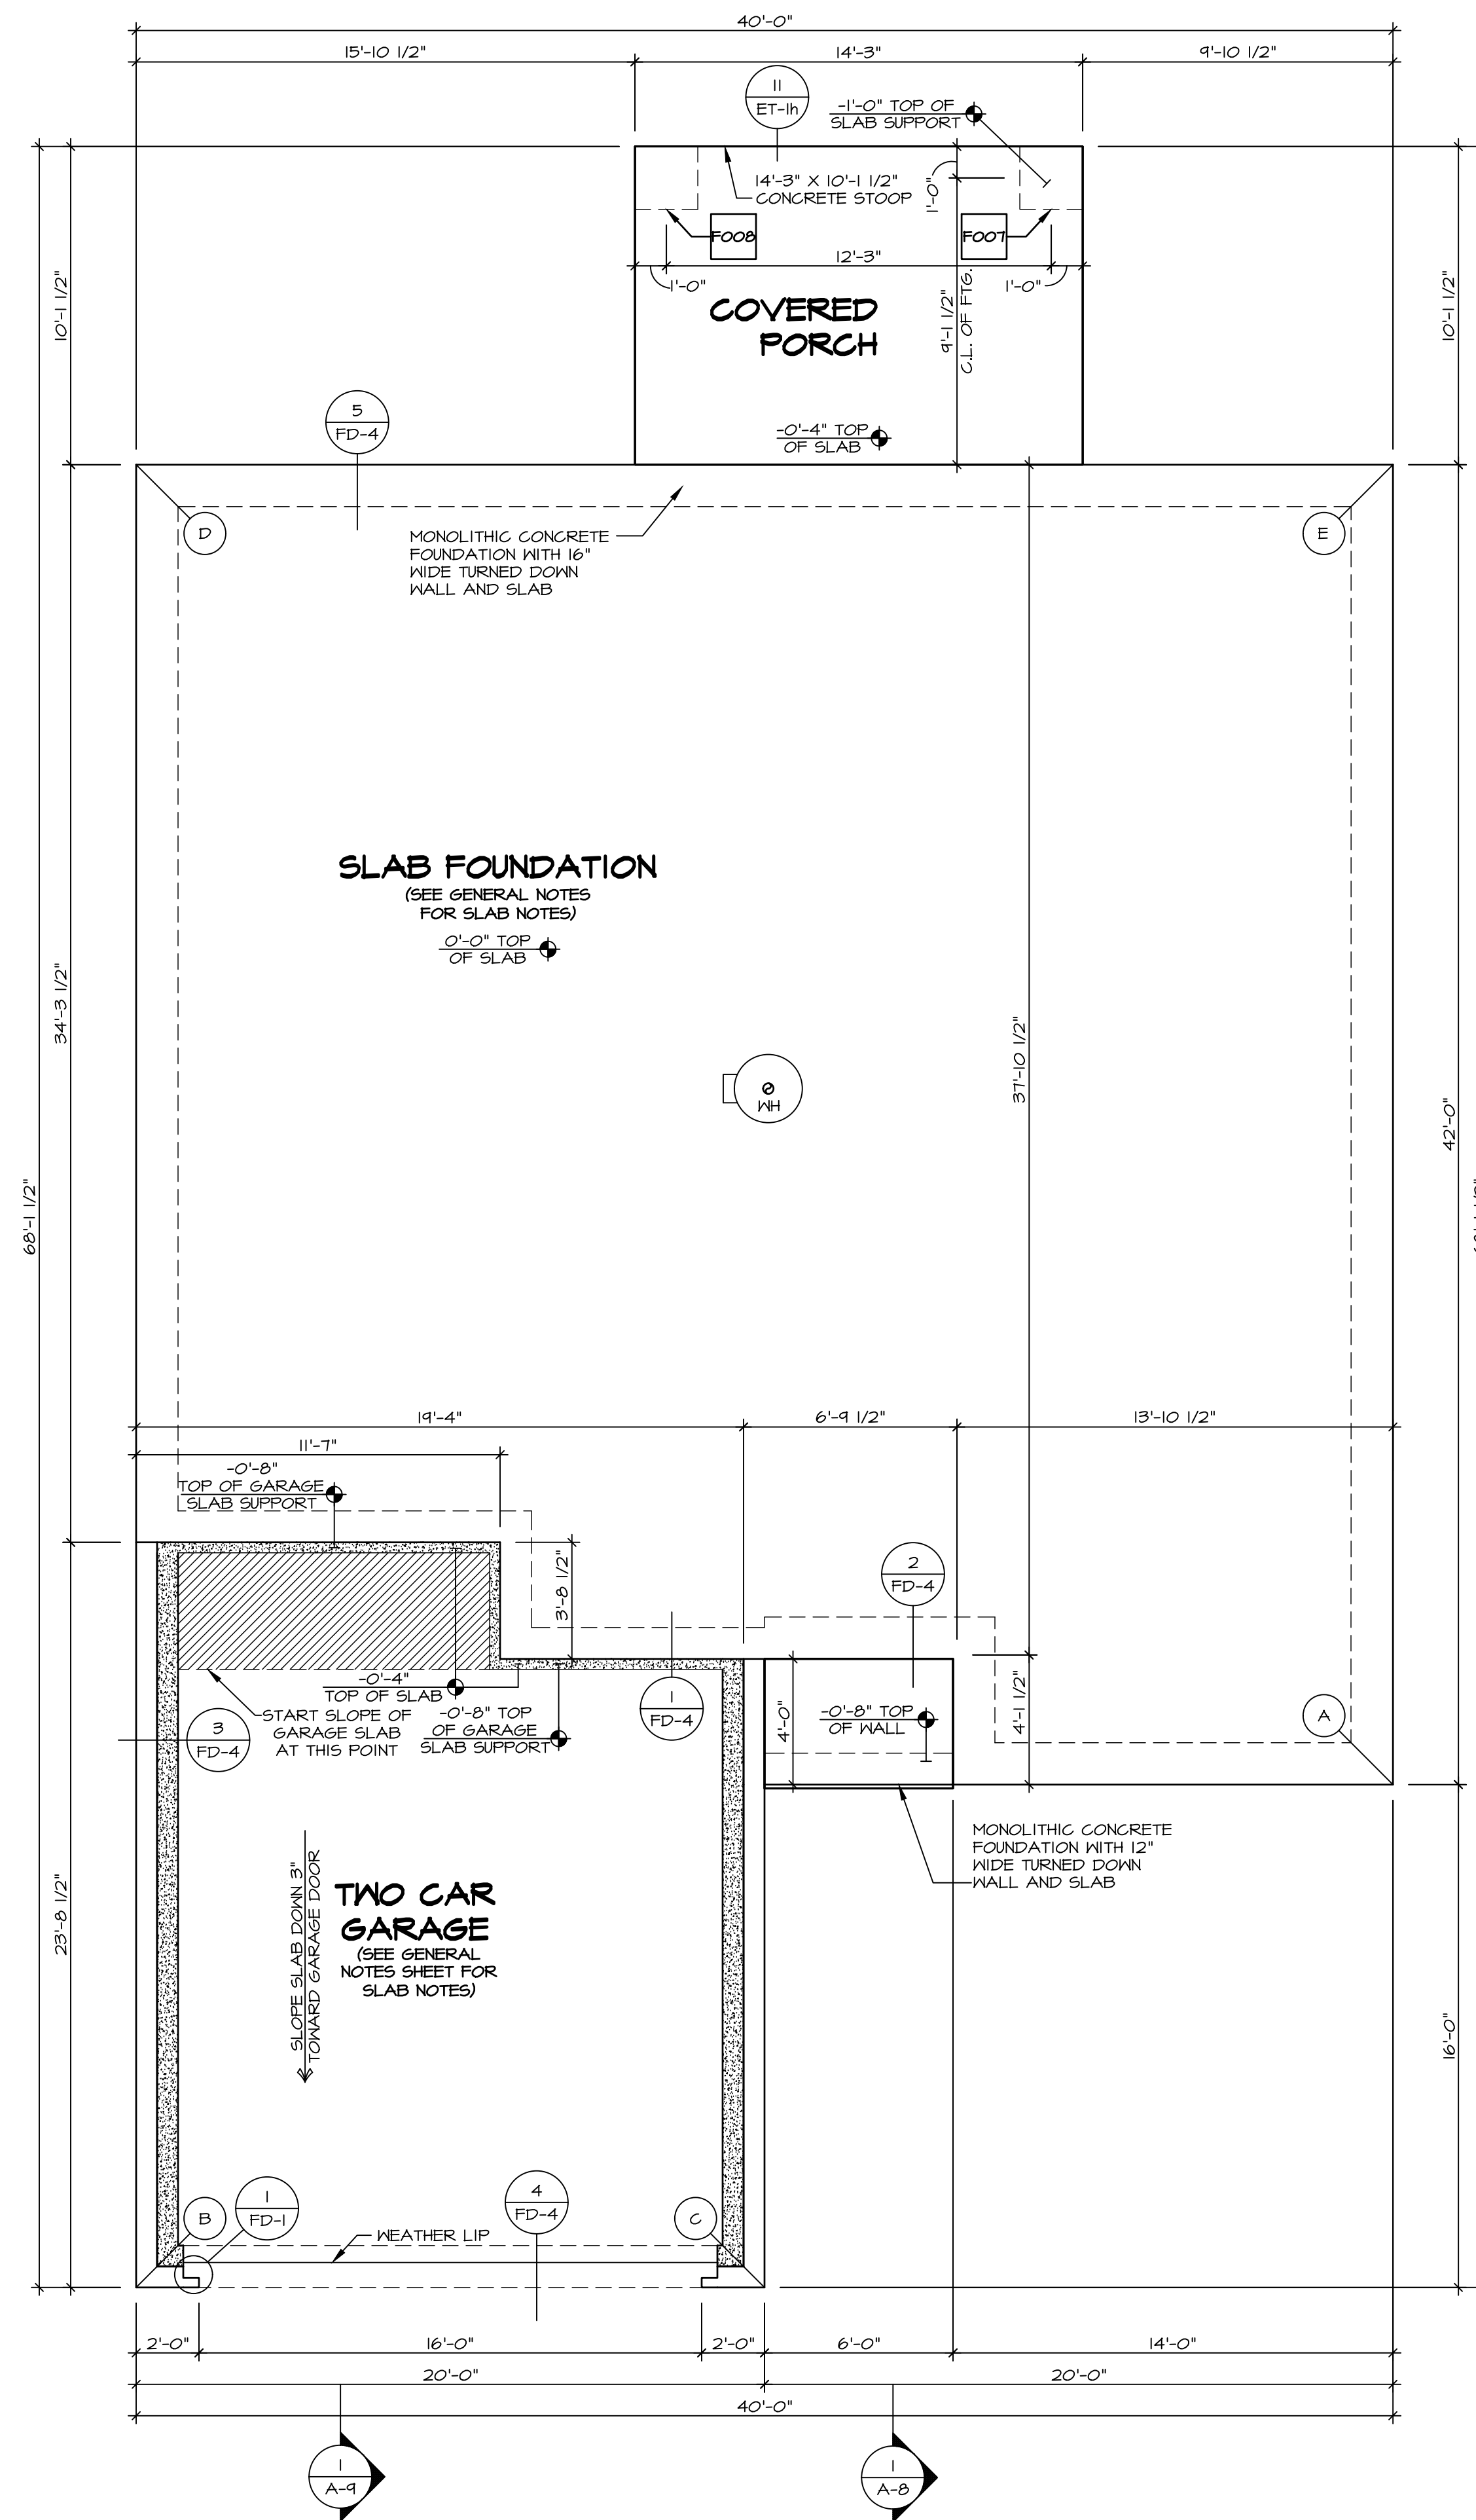 40'-0"
15'-10 1/2"
14'-3"
9'-10 1/2"
11
ET-1h
-1'-0" TOP OF
SLAB SUPPORT
14'-3" X 10'-1 1/2"
CONCRETE STOOP
1'-0"
F008
F007
12'-3"
1'-0"
1'-0"
COVERED
PORCH
9'-1 1/2"
C.L. OF FTG.
10'-1 1/2"
10'-1 1/2"
-0'-4" TOP
OF SLAB
5
FD-4
D
E
MONOLITHIC CONCRETE
FOUNDATION WITH 16"
WIDE TURNED DOWN
WALL AND SLAB
SLAB FOUNDATION
(SEE GENERAL NOTES
FOR SLAB NOTES)
0'-0" TOP
OF SLAB
34'-3 1/2"
37'-10 1/2"
42'-0"
68'-1 1/2"
WH
19'-4"
6'-9 1/2"
13'-10 1/2"
11'-7"
-0'-8"
TOP OF GARAGE
SLAB SUPPORT
3'-8 1/2"
2
FD-4
-0'-4"
TOP OF SLAB
START SLOPE OF
GARAGE SLAB
AT THIS POINT
-0'-8" TOP
OF GARAGE
SLAB SUPPORT
1
FD-4
3
FD-4
4'-0"
-0'-8" TOP
OF WALL
4'-1 1/2"
A
MONOLITHIC CONCRETE
FOUNDATION WITH 12"
WIDE TURNED DOWN
WALL AND SLAB
SLOPE SLAB DOWN 3"
TOWARD GARAGE DOOR
TWO CAR
GARAGE
(SEE GENERAL
NOTES SHEET FOR
SLAB NOTES)
23'-8 1/2"
16'-0"
B
1
FD-1
4
FD-4
C
WEATHER LIP
2'-0"
16'-0"
2'-0"
6'-0"
14'-0"
20'-0"
20'-0"
40'-0"
1
A-9
1
A-8